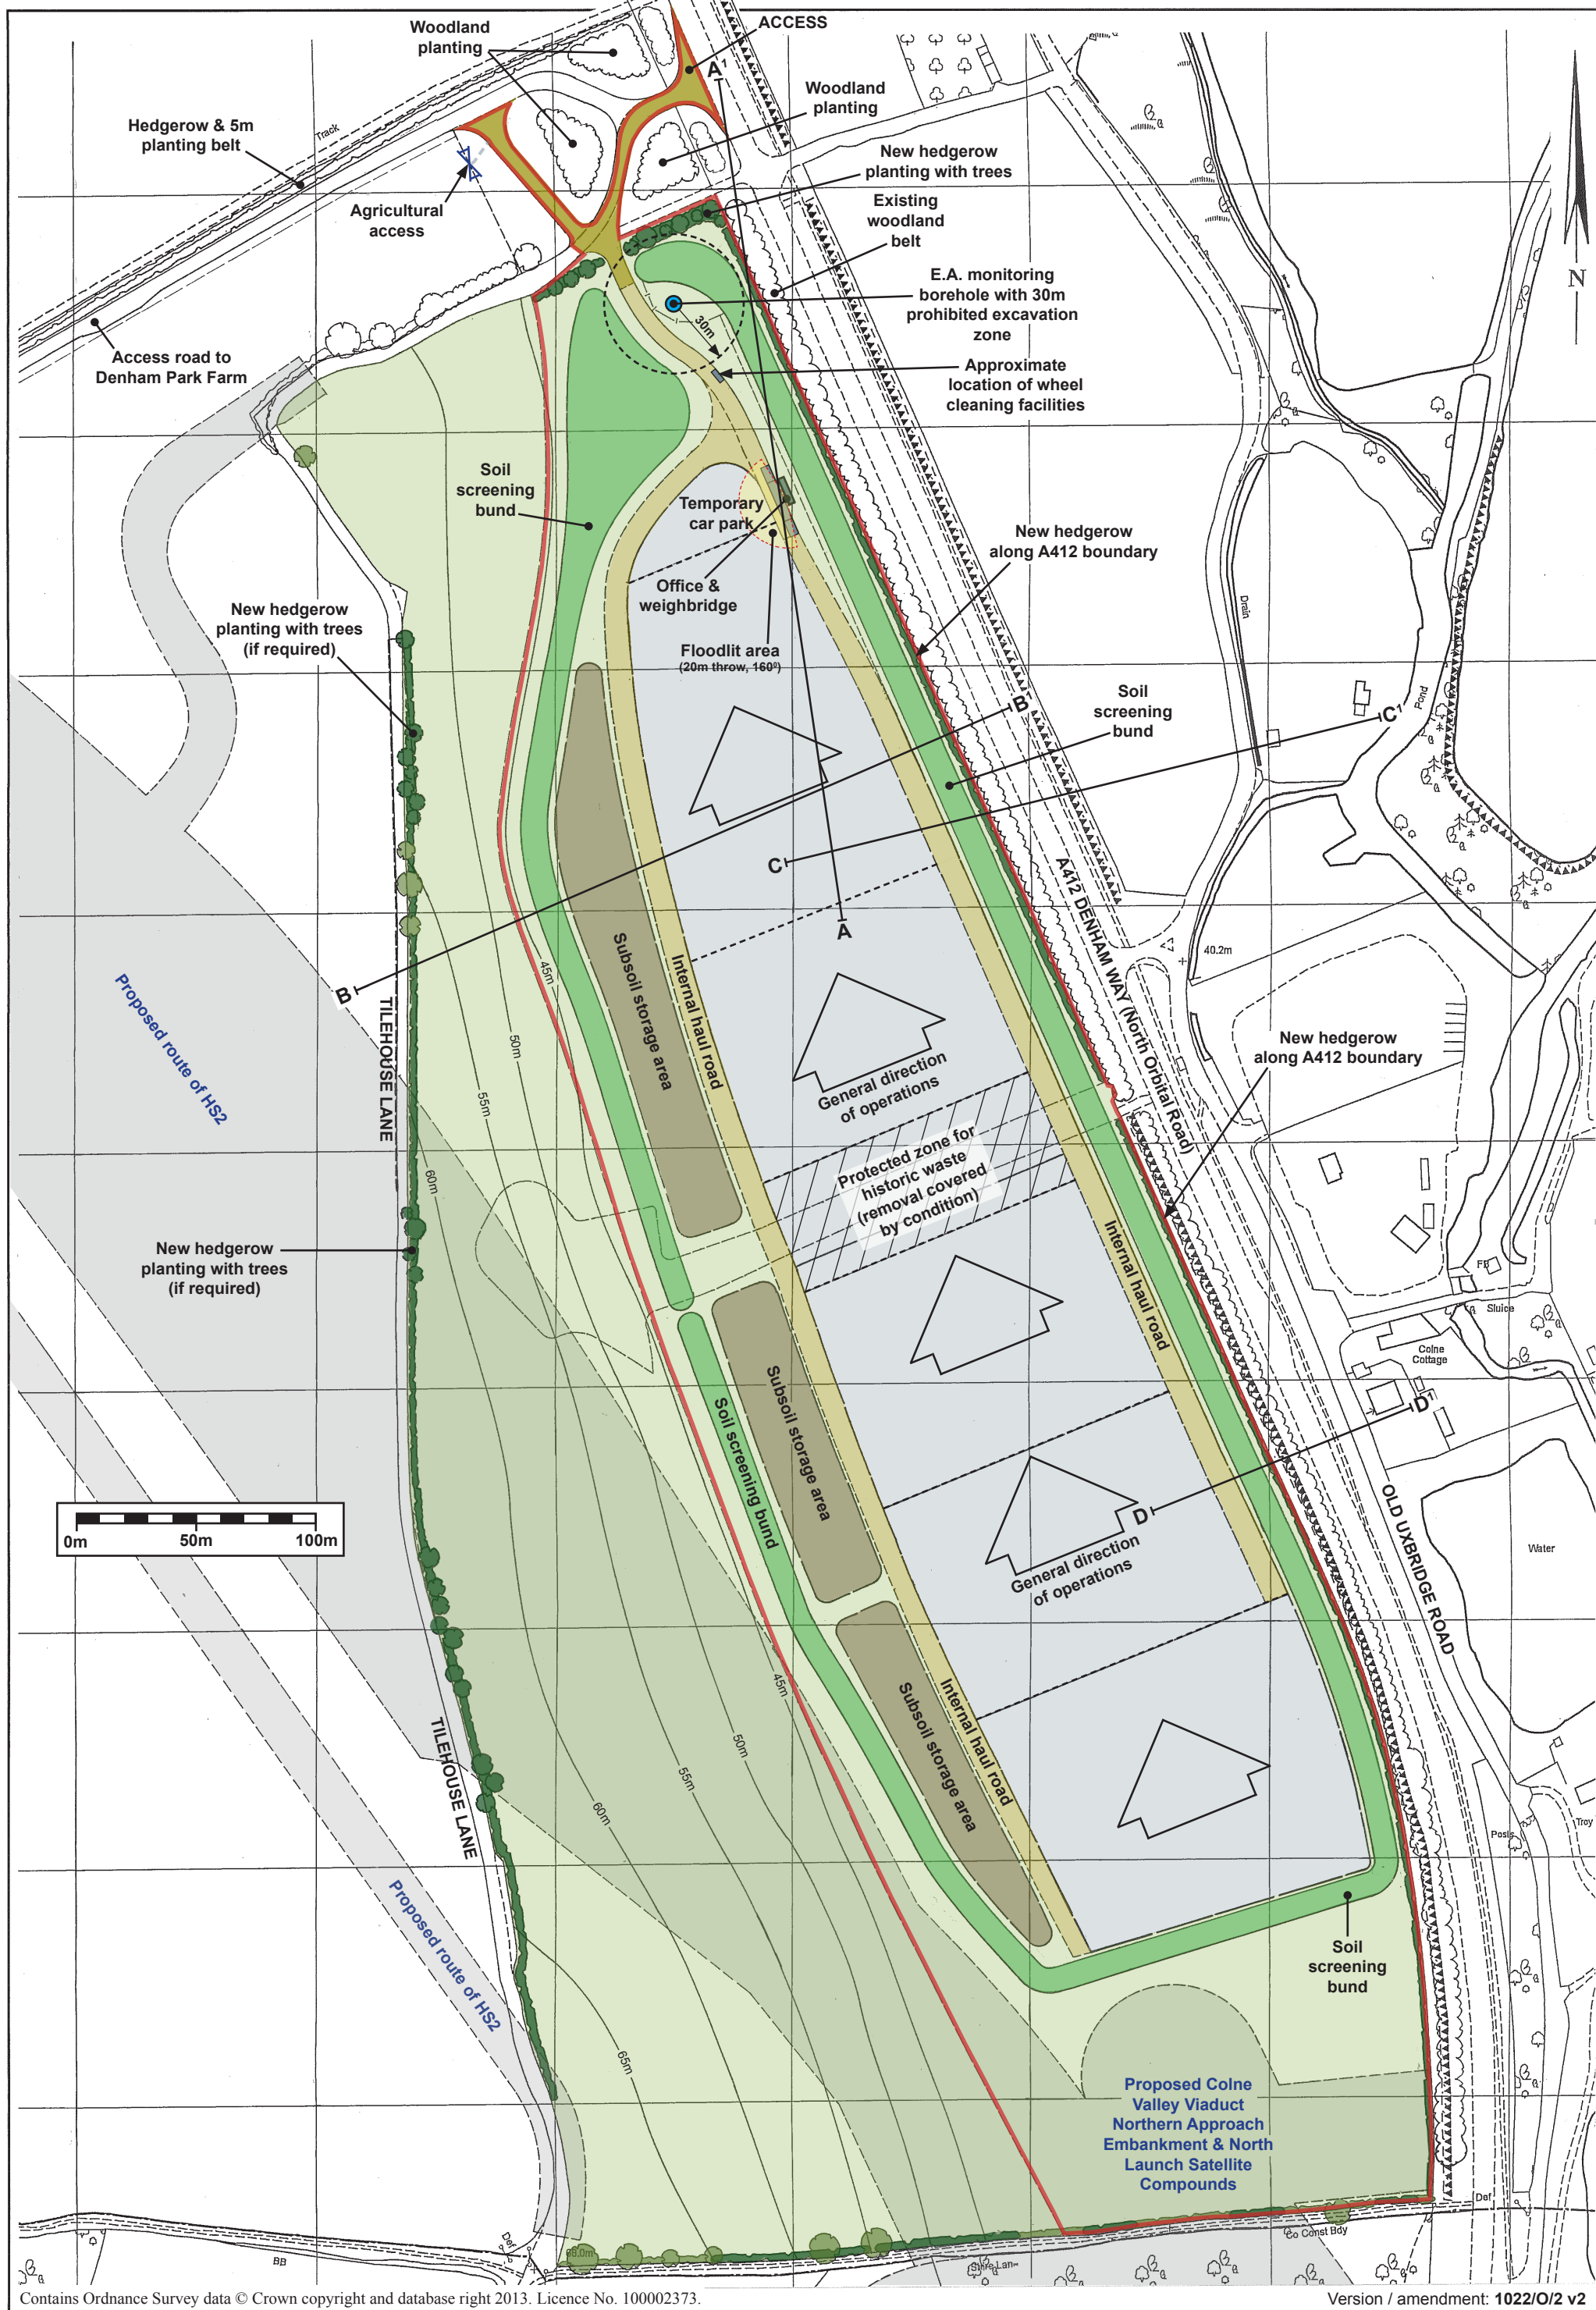 Woodland
planting
ACCESS
A¹
Woodland
planting
Hedgerow & 5m
planting belt
Track
New hedgerow
planting with trees
Existing
woodland
belt
Agricultural
access
E.A. monitoring
borehole with 30m
prohibited excavation
zone
30m
N
Access road to
Denham Park Farm
Approximate
location of wheel
cleaning facilities
Soil
screening
bund
Temporary
car park
New hedgerow
along A412 boundary
Office &
weighbridge
Drain
New hedgerow
planting with trees
(if required)
Floodlit area
(20m throw, 160º)
Soil
screening
bund
B
C¹
Pond
C
A
B
40.2m
A412 DENHAM WAY (North Orbital Road)
45m
50m
55m
60m
Subsoil storage area
Internal haul road
Proposed route of HS2
TILEHOUSE LANE
General direction
of operations
New hedgerow
along A412 boundary
Protected zone for
historic waste
(removal covered
by condition)
New hedgerow
planting with trees
(if required)
Internal haul road
FB
Sluice
Colne
Cottage
D¹
Soil screening bund
Subsoil storage area
0m
50m
100m
D
General direction
of operations
OLD UXBRIDGE ROAD
Water
45m
50m
55m
60m
65m
Subsoil storage area
Internal haul road
TILEHOUSE LANE
Proposed route of HS2
Posts
Troy
Soil
screening
bund
Proposed Colne
Valley Viaduct
Northern Approach
Embankment & North
Launch Satellite
Compounds
Def
Def
BB
68.0m
Co Const Bdy
Contains Ordnance Survey data © Crown copyright and database right 2013. Licence No. 100002373.
Version / amendment: 1022/O/2 v2